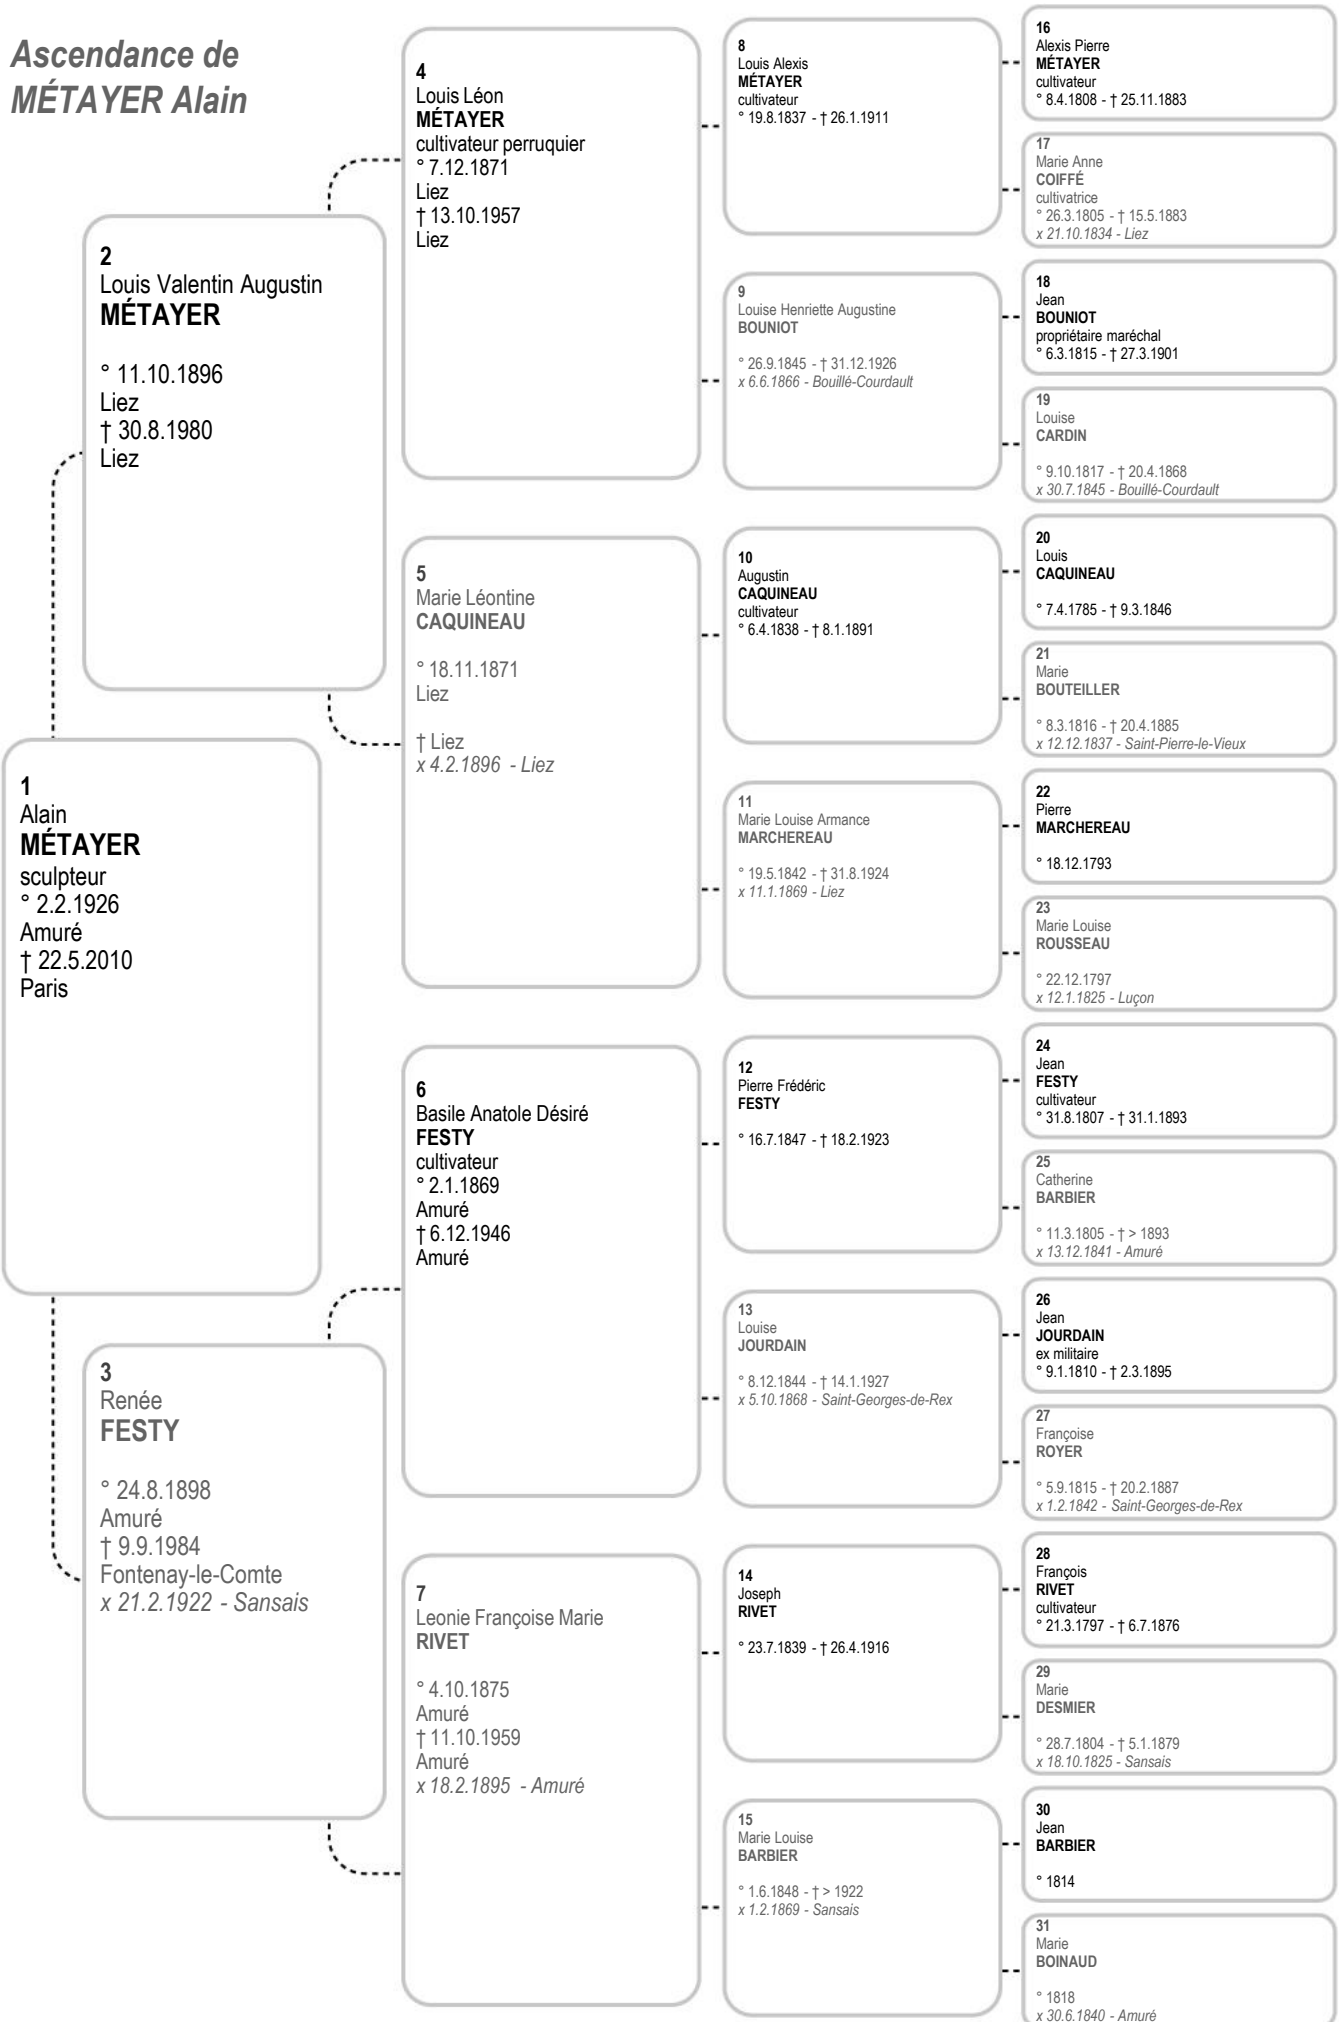 Ascendance de
MÉTAYER Alain
1
Alain
MÉTAYER
sculpteur
° 2.2.1926
Amuré
† 22.5.2010
Paris
2
Louis Valentin Augustin
MÉTAYER
° 11.10.1896
Liez
† 30.8.1980
Liez
3
Renée
FESTY
° 24.8.1898
Amuré
† 9.9.1984
Fontenay-le-Comte
x 21.2.1922 - Sansais
4
Louis Léon
MÉTAYER
cultivateur perruquier
° 7.12.1871
Liez
† 13.10.1957
Liez
5
Marie Léontine
CAQUINEAU
° 18.11.1871
Liez
† Liez
x 4.2.1896 - Liez
6
Basile Anatole Désiré
FESTY
cultivateur
° 2.1.1869
Amuré
† 6.12.1946
Amuré
7
Leonie Françoise Marie
RIVET
° 4.10.1875
Amuré
† 11.10.1959
Amuré
x 18.2.1895 - Amuré
8
Louis Alexis
MÉTAYER
cultivateur
° 19.8.1837 - † 26.1.1911
9
Louise Henriette Augustine
BOUNIOT
° 26.9.1845 - † 31.12.1926
x 6.6.1866 - Bouillé-Courdault
10
Augustin
CAQUINEAU
cultivateur
° 6.4.1838 - † 8.1.1891
11
Marie Louise Armance
MARCHEREAU
° 19.5.1842 - † 31.8.1924
x 11.1.1869 - Liez
12
Pierre Frédéric
FESTY
° 16.7.1847 - † 18.2.1923
13
Louise
JOURDAIN
° 8.12.1844 - † 14.1.1927
x 5.10.1868 - Saint-Georges-de-Rex
14
Joseph
RIVET
° 23.7.1839 - † 26.4.1916
15
Marie Louise
BARBIER
° 1.6.1848 - † > 1922
x 1.2.1869 - Sansais
16
Alexis Pierre
MÉTAYER
cultivateur
° 8.4.1808 - † 25.11.1883
17
Marie Anne
COIFFÉ
cultivatrice
° 26.3.1805 - † 15.5.1883
x 21.10.1834 - Liez
18
Jean
BOUNIOT
propriétaire maréchal
° 6.3.1815 - † 27.3.1901
19
Louise
CARDIN
° 9.10.1817 - † 20.4.1868
x 30.7.1845 - Bouillé-Courdault
20
Louis
CAQUINEAU
° 7.4.1785 - † 9.3.1846
21
Marie
BOUTEILLER
° 8.3.1816 - † 20.4.1885
x 12.12.1837 - Saint-Pierre-le-Vieux
22
Pierre
MARCHEREAU
° 18.12.1793
23
Marie Louise
ROUSSEAU
° 22.12.1797
x 12.1.1825 - Luçon
24
Jean
FESTY
cultivateur
° 31.8.1807 - † 31.1.1893
25
Catherine
BARBIER
° 11.3.1805 - † > 1893
x 13.12.1841 - Amuré
26
Jean
JOURDAIN
ex militaire
° 9.1.1810 - † 2.3.1895
27
Françoise
ROYER
° 5.9.1815 - † 20.2.1887
x 1.2.1842 - Saint-Georges-de-Rex
28
François
RIVET
cultivateur
° 21.3.1797 - † 6.7.1876
29
Marie
DESMIER
° 28.7.1804 - † 5.1.1879
x 18.10.1825 - Sansais
30
Jean
BARBIER
° 1814
31
Marie
BOINAUD
° 1818
x 30.6.1840 - Amuré